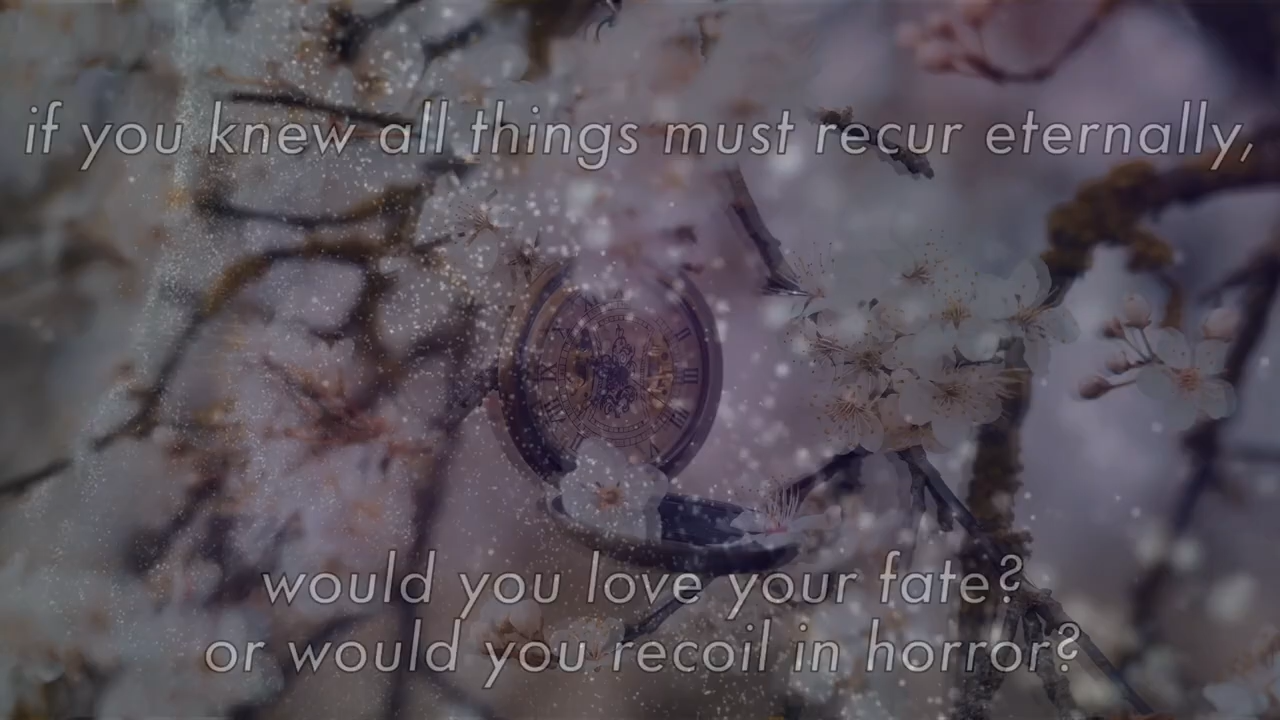 if you knew all things must recur eternally,
would you love your fate?
or would you recoil in horror?